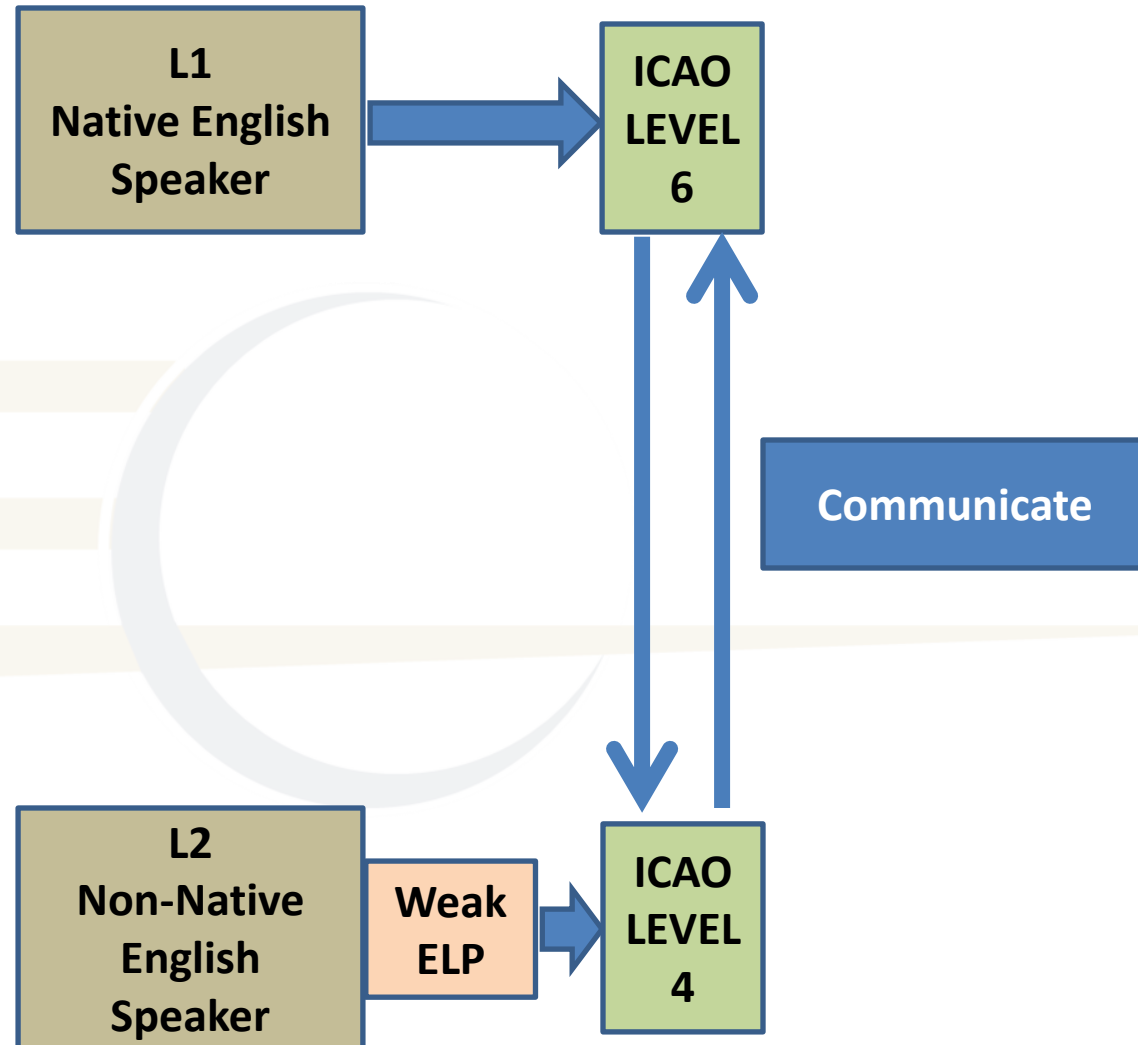 L1
Native English
Speaker
ICAO
LEVEL
6
Communicate
L2
Non-Native
English
Speaker
Weak
ELP
ICAO
LEVEL
4